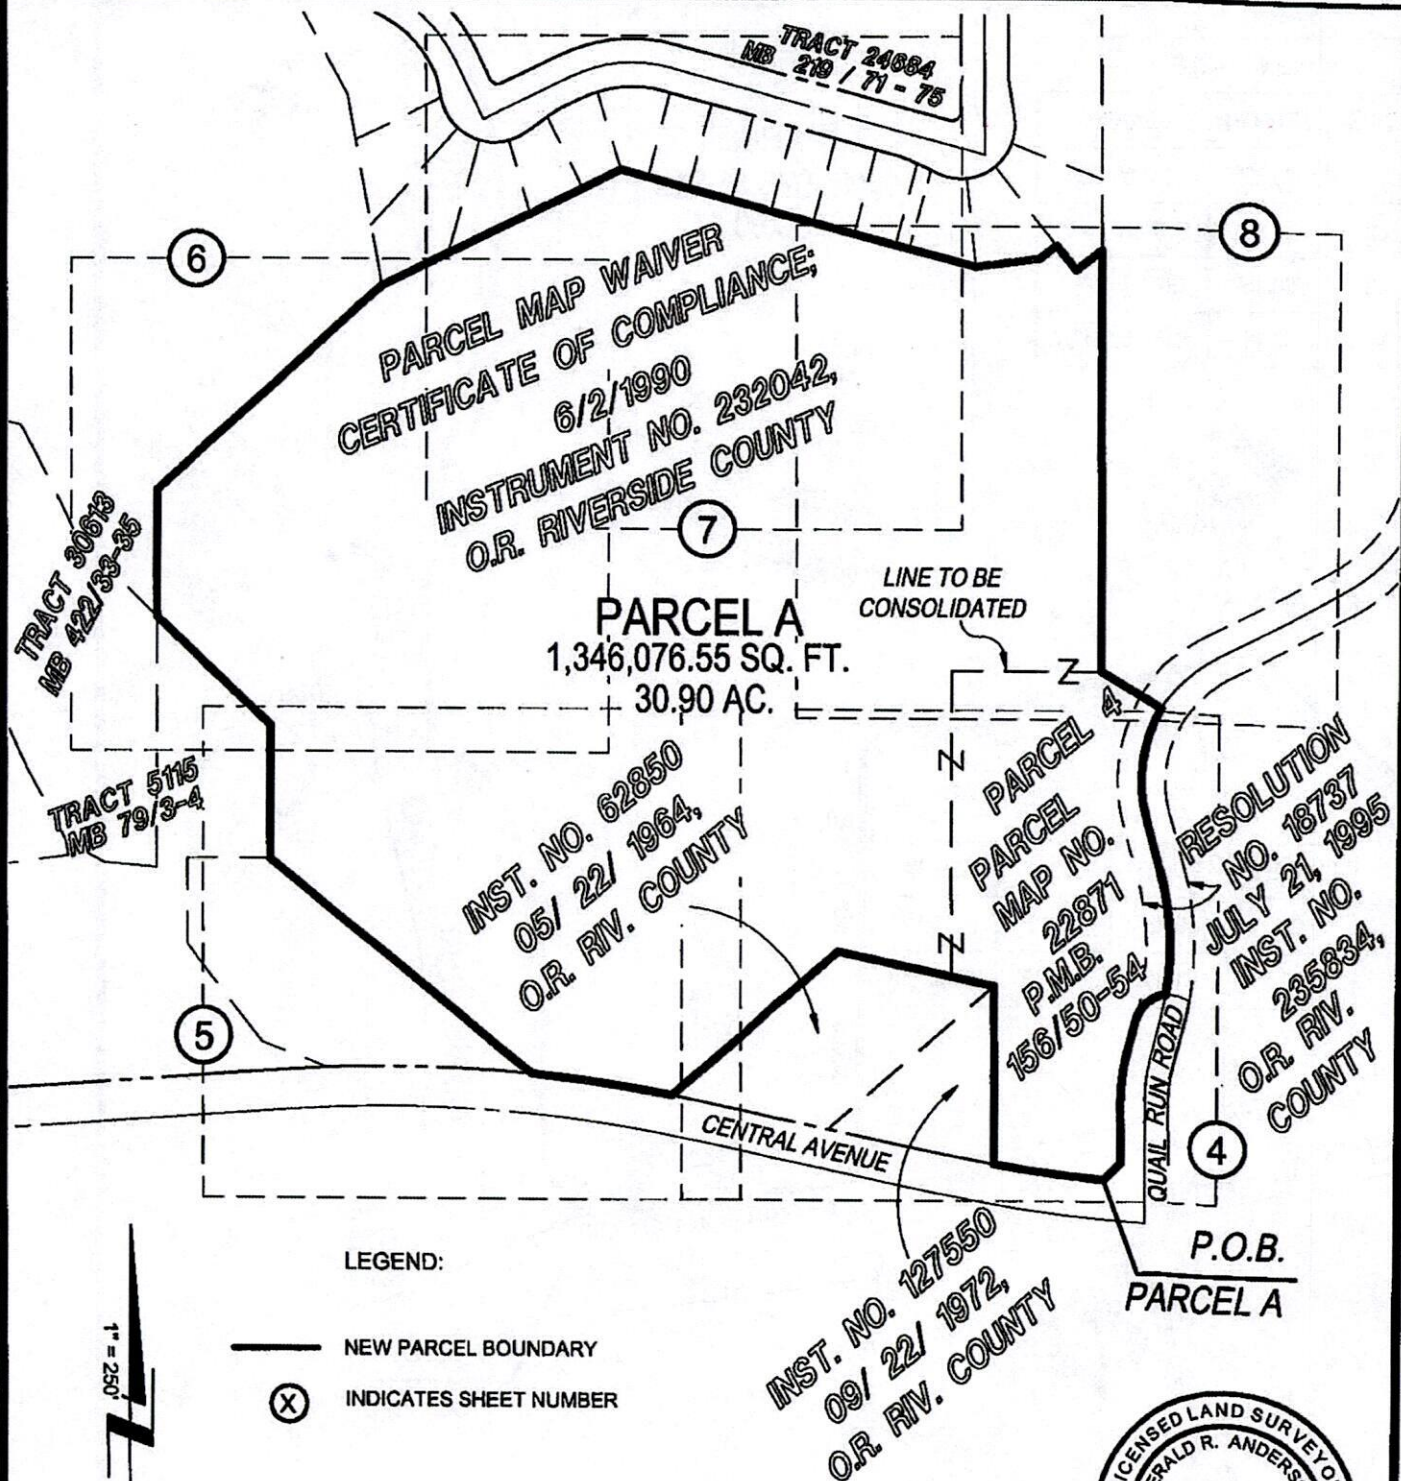 TRACT 24684
MB 219 / 71 - 75
6
8
PARCEL MAP WAIVER
CERTIFICATE OF COMPLIANCE;
6/2/1990
INSTRUMENT NO. 232042,
O.R. RIVERSIDE COUNTY
7
TRACT 30613
MB 422/33-35
LINE TO BE
CONSOLIDATED
PARCEL A
1,346,076.55 SQ. FT.
30.90 AC.
Z
Z
Z
TRACT 5115
MB 79/3-4
INST. NO. 62850
05/ 22/ 1964,
O.R. RIV. COUNTY
PARCEL 4
PARCEL
MAP NO.
22871
P.M.B.
156/50-54
RESOLUTION
NO. 18737
JULY 21, 1995
INST. NO.
235834,
O.R. RIV.
COUNTY
5
CENTRAL AVENUE
QUAIL RUN ROAD
4
P.O.B.
PARCEL A
INST. NO. 127550
09/ 22/ 1972,
O.R. RIV. COUNTY
LEGEND:
NEW PARCEL BOUNDARY
X INDICATES SHEET NUMBER
1" = 250'
LAND SURVEYO
R. ANDERS